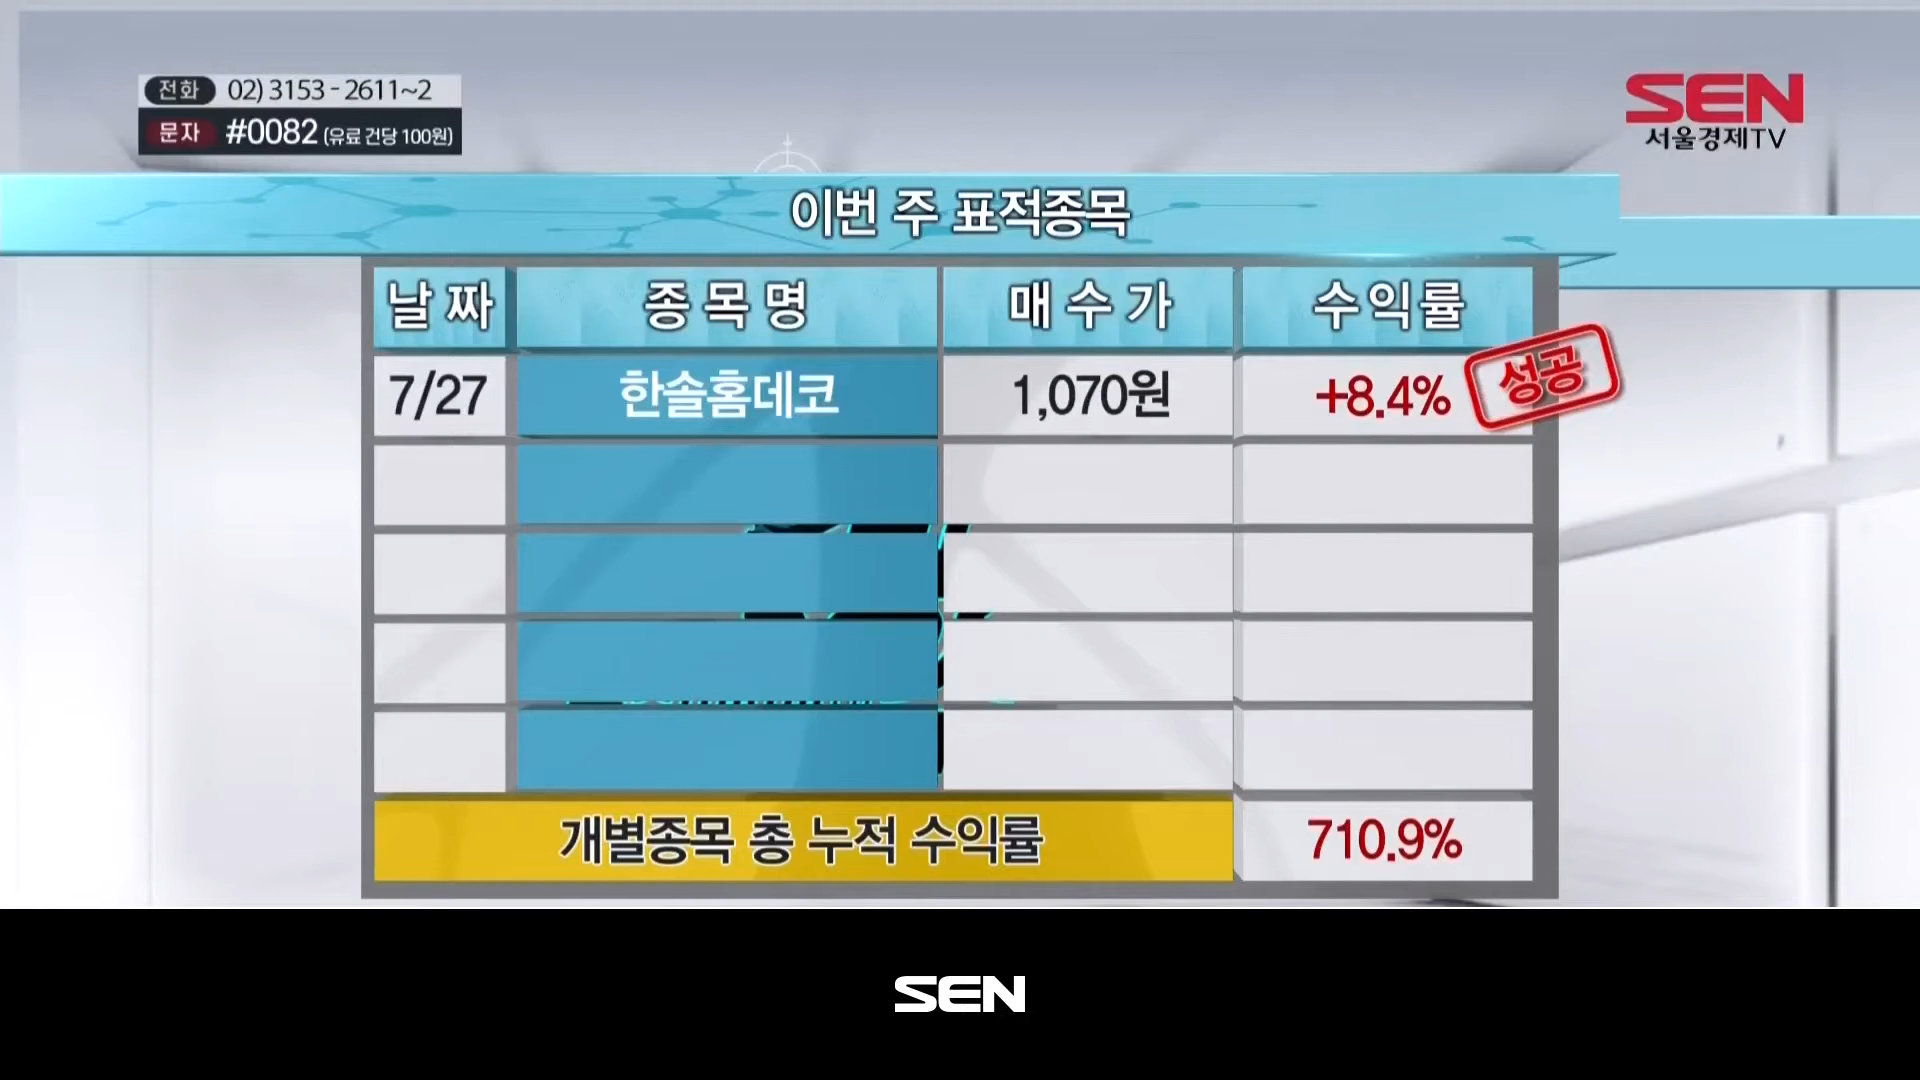 전화 02) 3153 - 2611~2
문자 #0082 (유료 건당 100원)
SEN
서울경제TV
이번 주 표적종목
날짜 종목명 매수가 수익률
7/27 한솔홈데코 1,070원 +8.4% 성공
개별종목 총 누적 수익률 710.9%
SEN